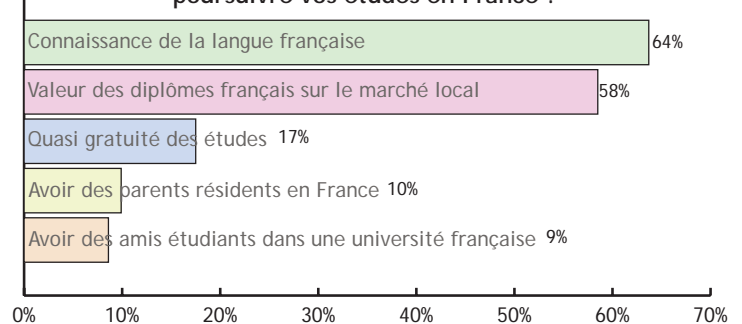 poursuivre vos études en France ?
Connaissance de la langue française 64%
Valeur des diplômes français sur le marché local 58%
Quasi gratuité des études 17%
Avoir des parents résidents en France 10%
Avoir des amis étudiants dans une université française 9%
0% 10% 20% 30% 40% 50% 60% 70%